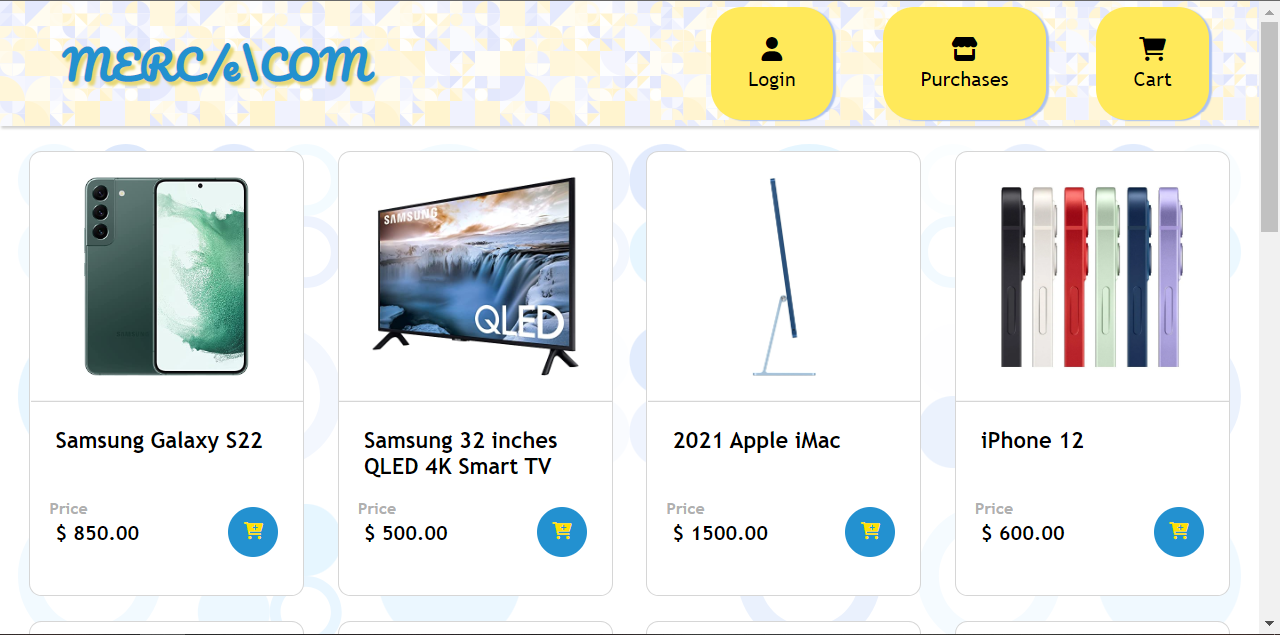 MERC/e\COM
Login
Purchases
Cart
SAMSUNG
QLED
Samsung Galaxy S22
Samsung 32 inches
QLED 4K Smart TV
2021 Apple iMac
iPhone 12
Price
$ 850.00
Price
$ 500.00
Price
$ 1500.00
Price
$ 600.00